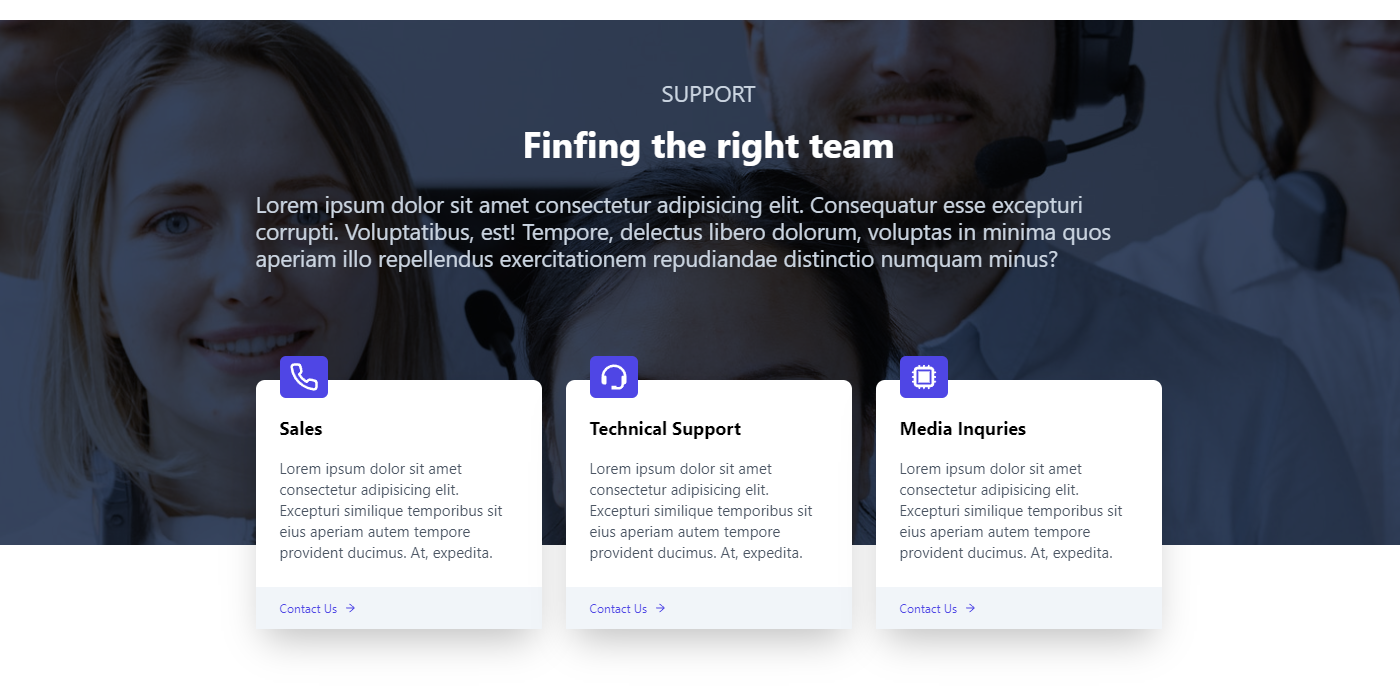 SUPPORT
Finfing the right team
Lorem ipsum dolor sit amet consectetur adipisicing elit. Consequatur esse excepturi
corrupti. Voluptatibus, est! Tempore, delectus libero dolorum, voluptas in minima quos
aperiam illo repellendus exercitationem repudiandae distinctio numquam minus?
Sales
Lorem ipsum dolor sit amet
consectetur adipisicing elit.
Excepturi similique temporibus sit
eius aperiam autem tempore
provident ducimus. At, expedita.
Contact Us
Technical Support
Lorem ipsum dolor sit amet
consectetur adipisicing elit.
Excepturi similique temporibus sit
eius aperiam autem tempore
provident ducimus. At, expedita.
Contact Us
Media Inquries
Lorem ipsum dolor sit amet
consectetur adipisicing elit.
Excepturi similique temporibus sit
eius aperiam autem tempore
provident ducimus. At, expedita.
Contact Us